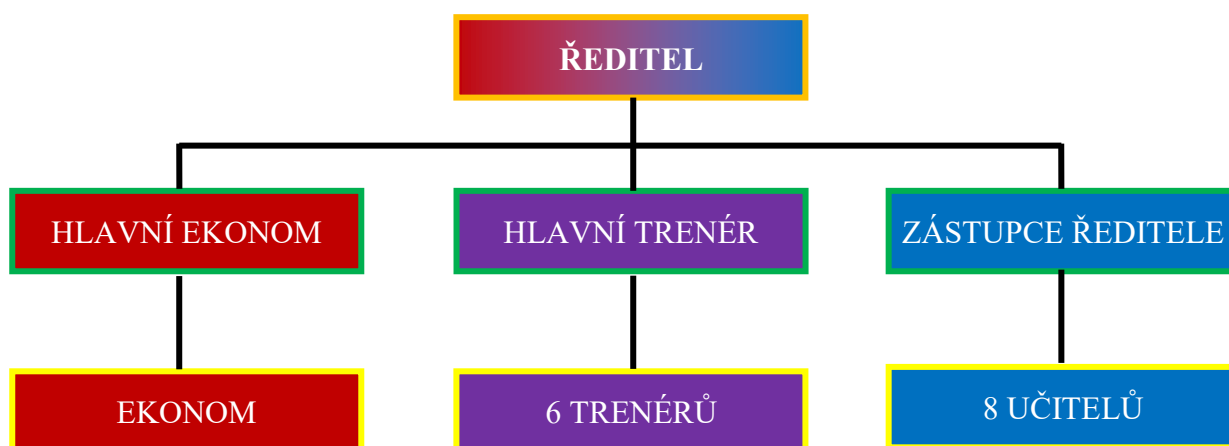 ŘEDITEL
HLAVNÍ EKONOM
HLAVNÍ TRENÉR
ZÁSTUPCE ŘEDITELE
EKONOM
6 TRENÉRŮ
8 UČITELŮ